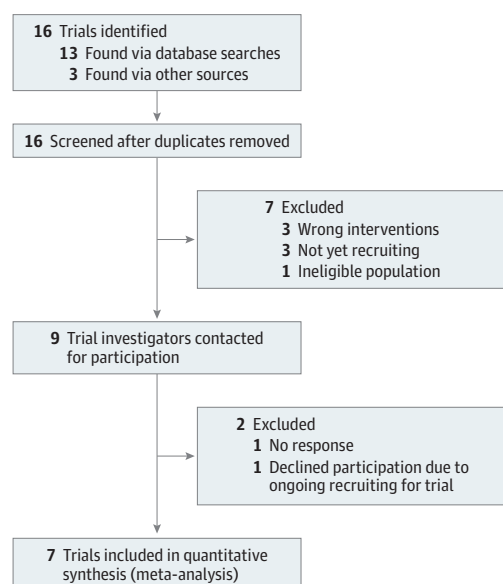 16 Trials identified
13 Found via database searches
3 Found via other sources
16 Screened after duplicates removed
7 Excluded
3 Wrong interventions
3 Not yet recruiting
1 Ineligible population
9 Trial investigators contacted
for participation
2 Excluded
1 No response
1 Declined participation due to
ongoing recruiting for trial
7 Trials included in quantitative
synthesis (meta-analysis)